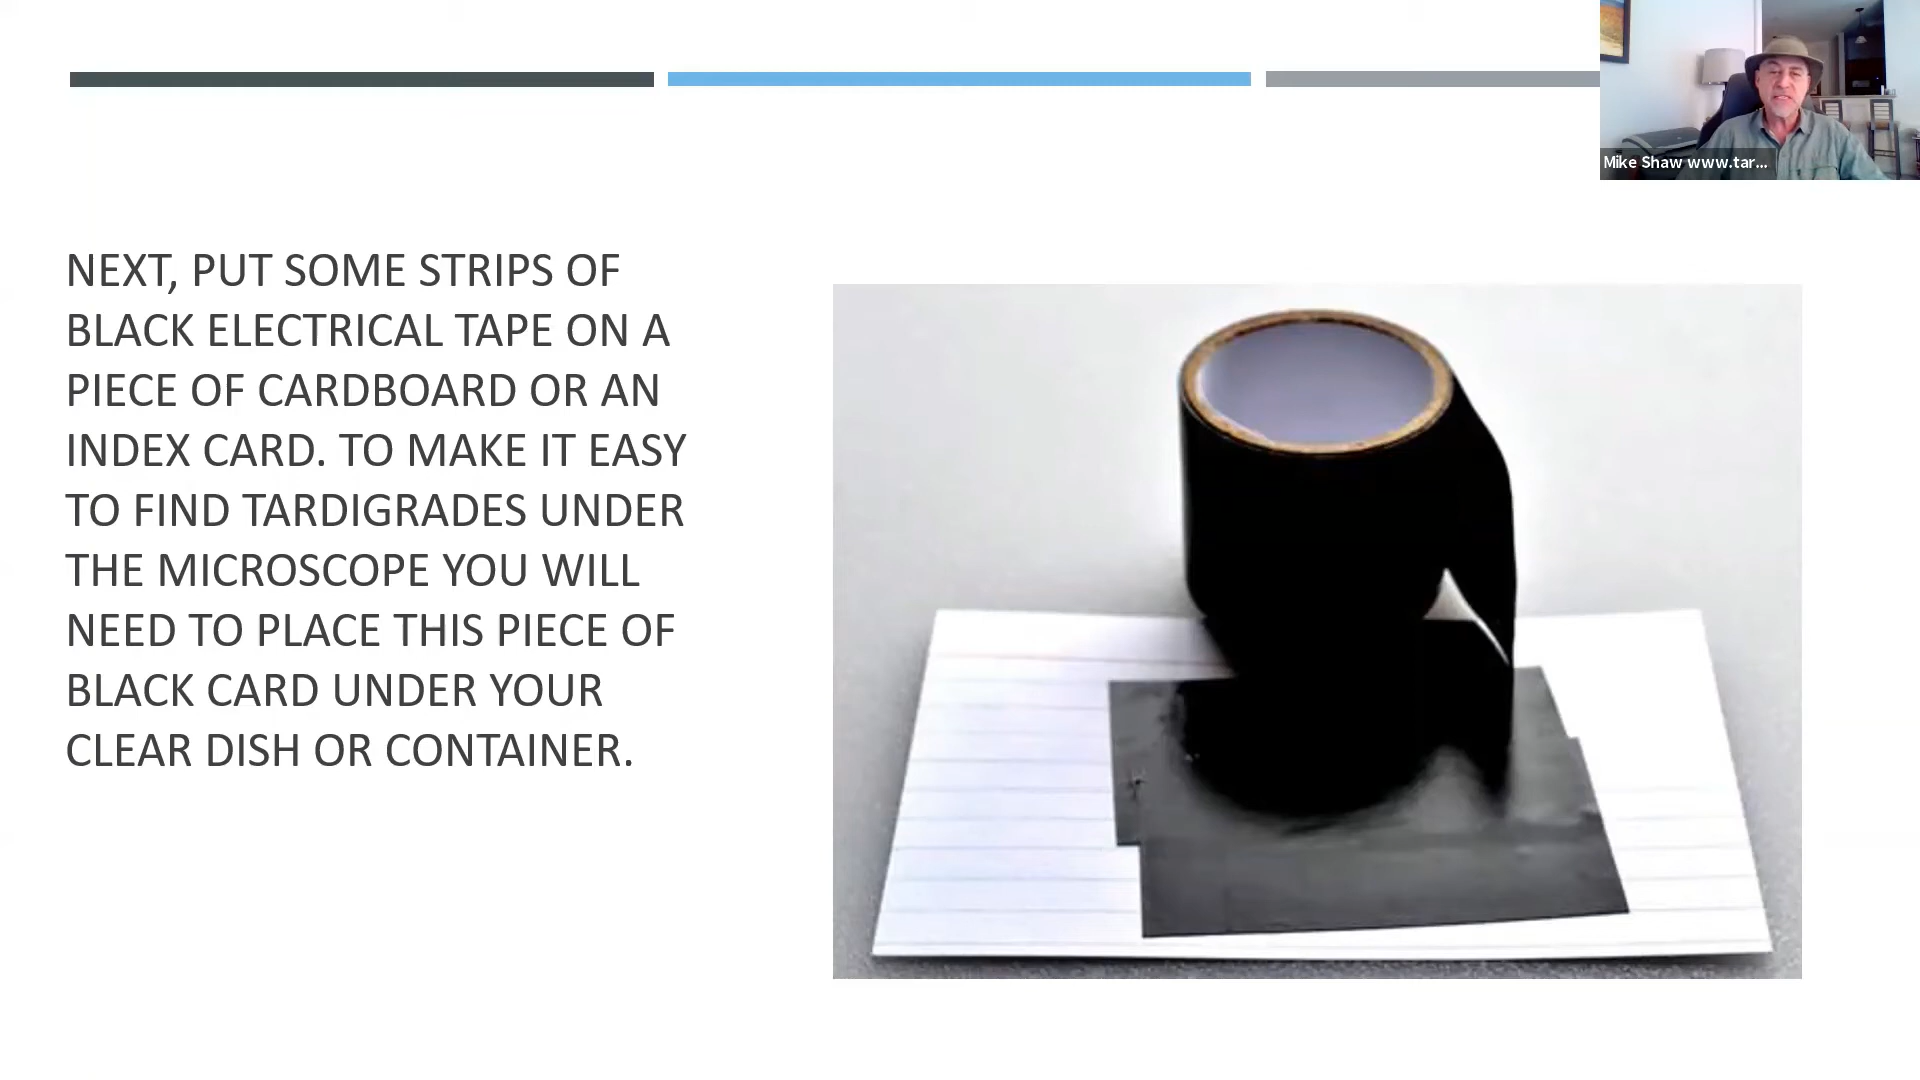 Mike Shaw www.tar...
NEXT, PUT SOME STRIPS OF
BLACK ELECTRICAL TAPE ON A
PIECE OF CARDBOARD OR AN
INDEX CARD. TO MAKE IT EASY
TO FIND TARDIGRADES UNDER
THE MICROSCOPE YOU WILL
NEED TO PLACE THIS PIECE OF
BLACK CARD UNDER YOUR
CLEAR DISH OR CONTAINER.